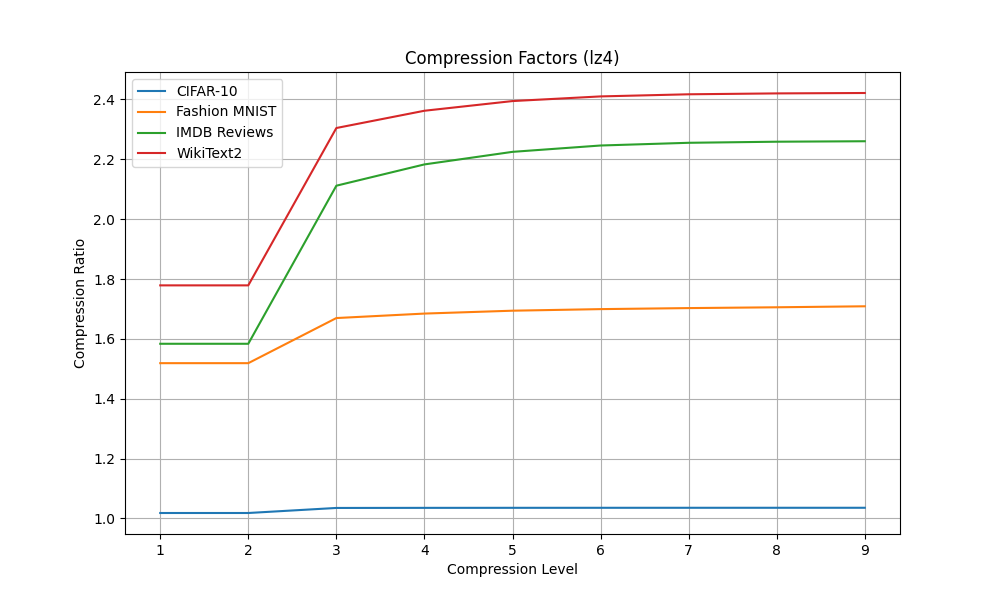 Compression Factors (lz4)
CIFAR-10
Fashion MNIST
IMDB Reviews
WikiText2
Compression Ratio
2.4
2.2
2.0
1.8
1.6
1.4
1.2
1.0
1 2 3 4 5 6 7 8 9
Compression Level